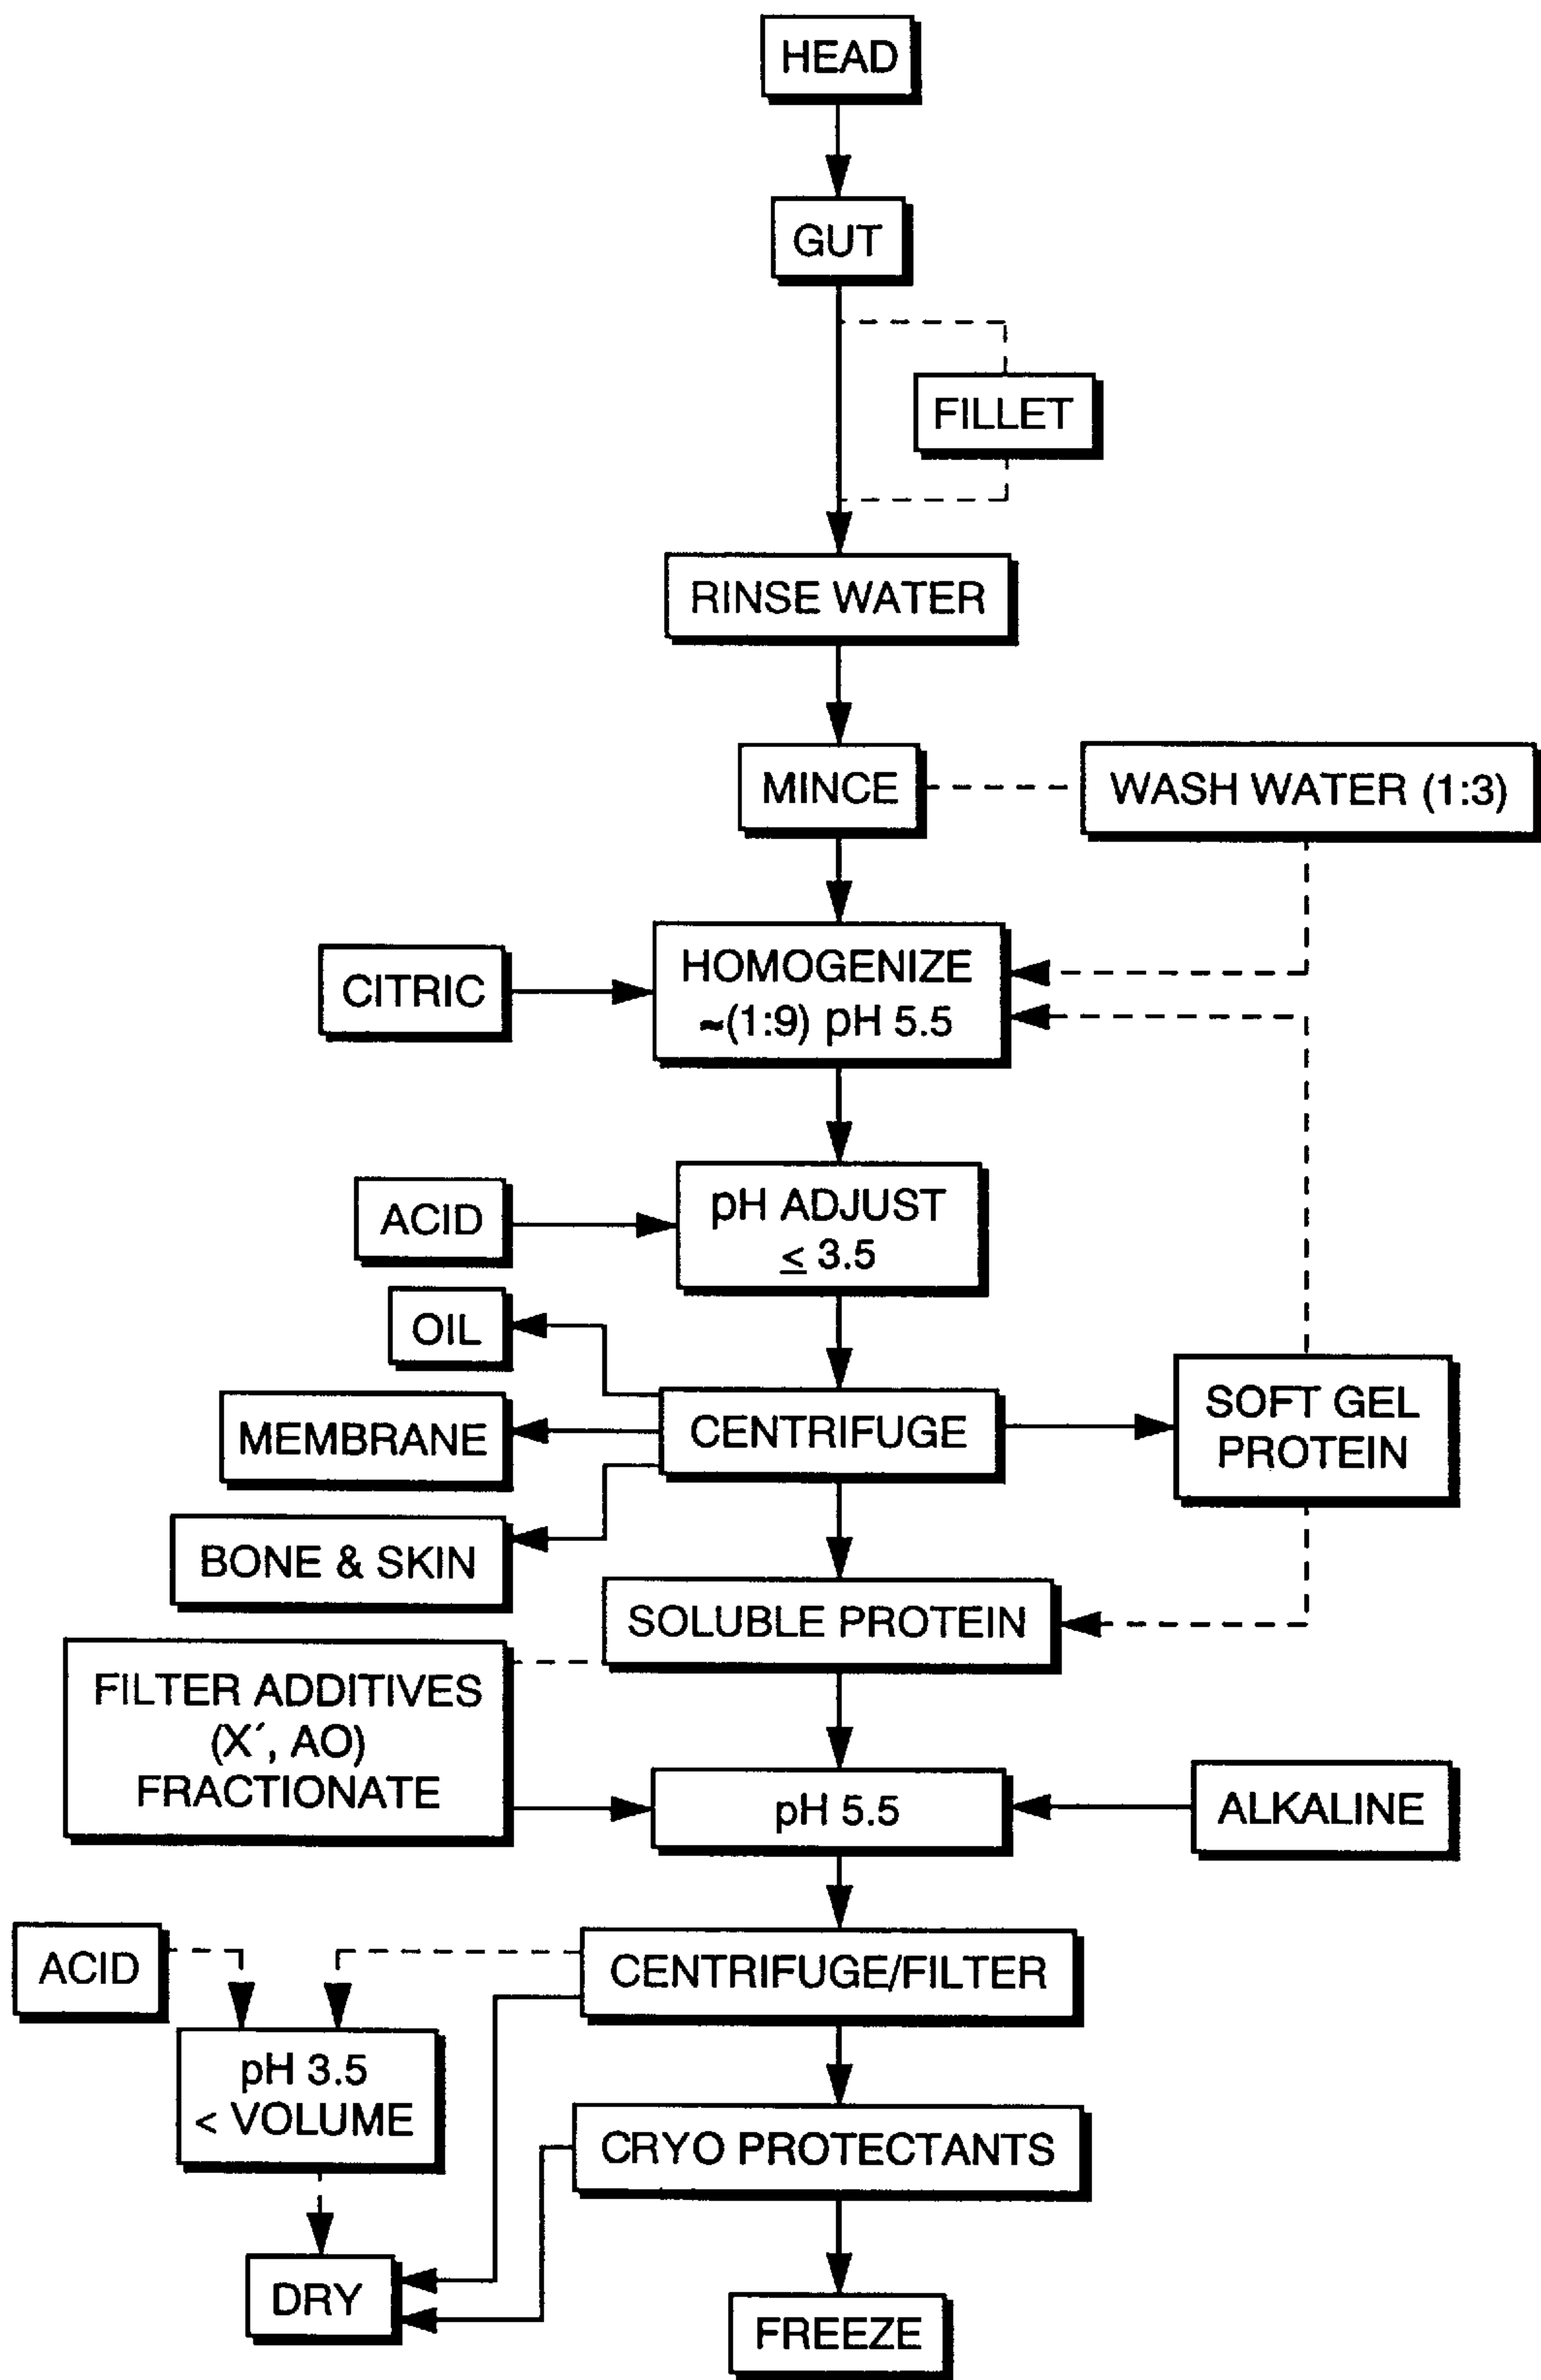 HEAD
GUT
FILLET
RINSE WATER
MINCE
WASH WATER (1:3)
CITRIC
HOMOGENIZE
~(1:9) pH 5.5
ACID
pH ADJUST
≤ 3.5
OIL
MEMBRANE
CENTRIFUGE
SOFT GEL
PROTEIN
BONE & SKIN
SOLUBLE PROTEIN
FILTER ADDITIVES
(X´, AO)
FRACTIONATE
pH 5.5
ALKALINE
ACID
CENTRIFUGE/FILTER
pH 3.5
< VOLUME
CRYO PROTECTANTS
DRY
FREEZE